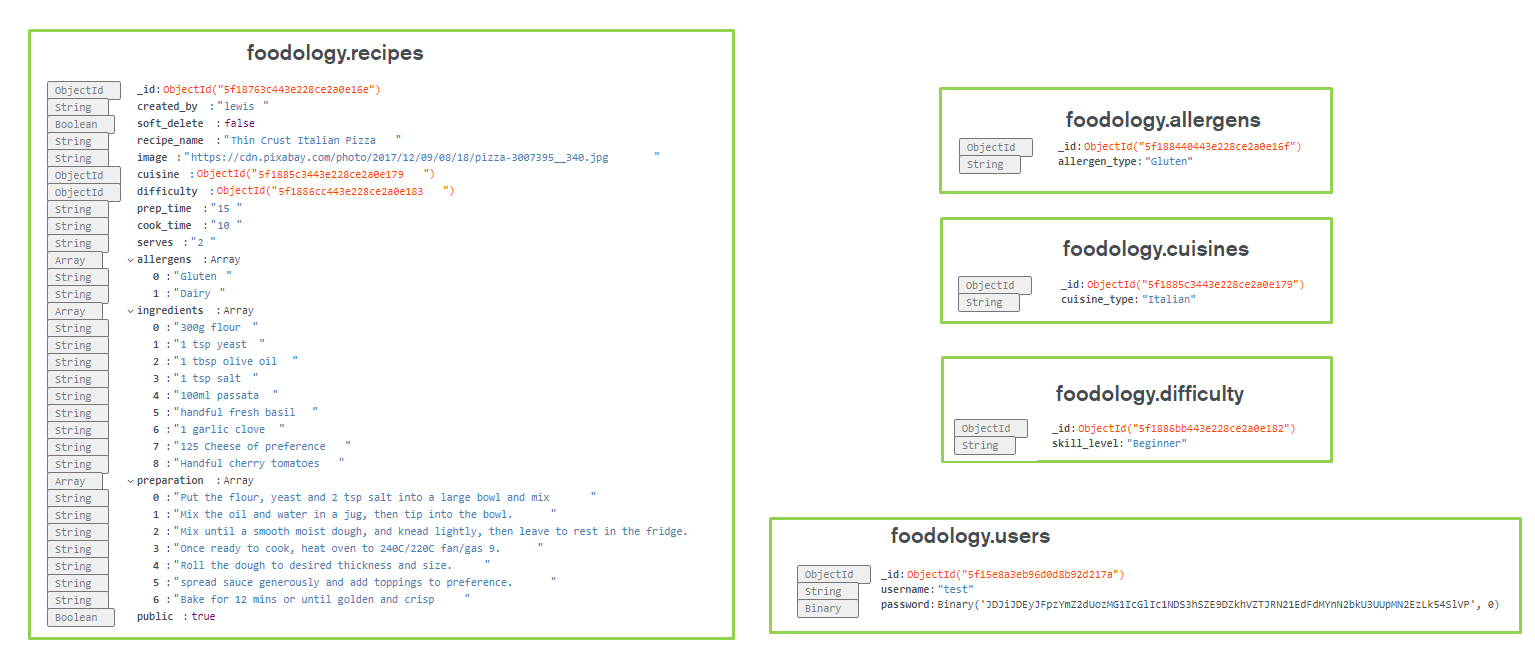 foodology.recipes
ObjectId _id:ObjectId("5f18763c443e228ce2a0e16e")
String created_by :"lewis "
Boolean soft_delete :false
String recipe_name :"Thin Crust Italian Pizza "
String image :"https://cdn.pixabay.com/photo/2017/12/09/08/18/pizza-3007395__340.jpg "
ObjectId cuisine :ObjectId("5f1885c3443e228ce2a0e179 ")
ObjectId difficulty :ObjectId("5f1886cc443e228ce2a0e183 ")
String prep_time :"15 "
String cook_time :"10 "
String serves :"2 "
Array allergens :Array
String 0 :"Gluten "
String 1 :"Dairy "
Array ingredients :Array
String 0 :"300g flour "
String 1 :"1 tsp yeast "
String 2 :"1 tbsp olive oil "
String 3 :"1 tsp salt "
String 4 :"100ml passata "
String 5 :"handful fresh basil "
String 6 :"1 garlic clove "
String 7 :"125 Cheese of preference "
String 8 :"Handful cherry tomatoes "
Array preparation :Array
String 0 :"Put the flour, yeast and 2 tsp salt into a large bowl and mix "
String 1 :"Mix the oil and water in a jug, then tip into the bowl. "
String 2 :"Mix until a smooth moist dough, and knead lightly, then leave to rest in the fridge.
String 3 :"Once ready to cook, heat oven to 240C/220C fan/gas 9. "
String 4 :"Roll the dough to desired thickness and size. "
String 5 :"spread sauce generously and add toppings to preference. "
String 6 :"Bake for 12 mins or until golden and crisp "
Boolean public :true
foodology.allergens
ObjectId _id:ObjectId("5f188440443e228ce2a0e16f")
String allergen_type:"Gluten"
foodology.cuisines
ObjectId _id:ObjectId("5f1885c3443e228ce2a0e179")
String cuisine_type:"Italian"
foodology.difficulty
ObjectId _id:ObjectId("5f1886bb443e228ce2a0e182")
String skill_level:"Beginner"
foodology.users
ObjectId _id:ObjectId("5f15e8a3eb96d0d8b92d217a")
String username:"test"
Binary password:Binary('JDJiJDEyJFpzYmZ2dUozMG1IcGlIc1NDS3hSZE9DZkhVZTJRN21EdFdMYnN2bkU3UUpMN2EzLk54SlVP', 0)